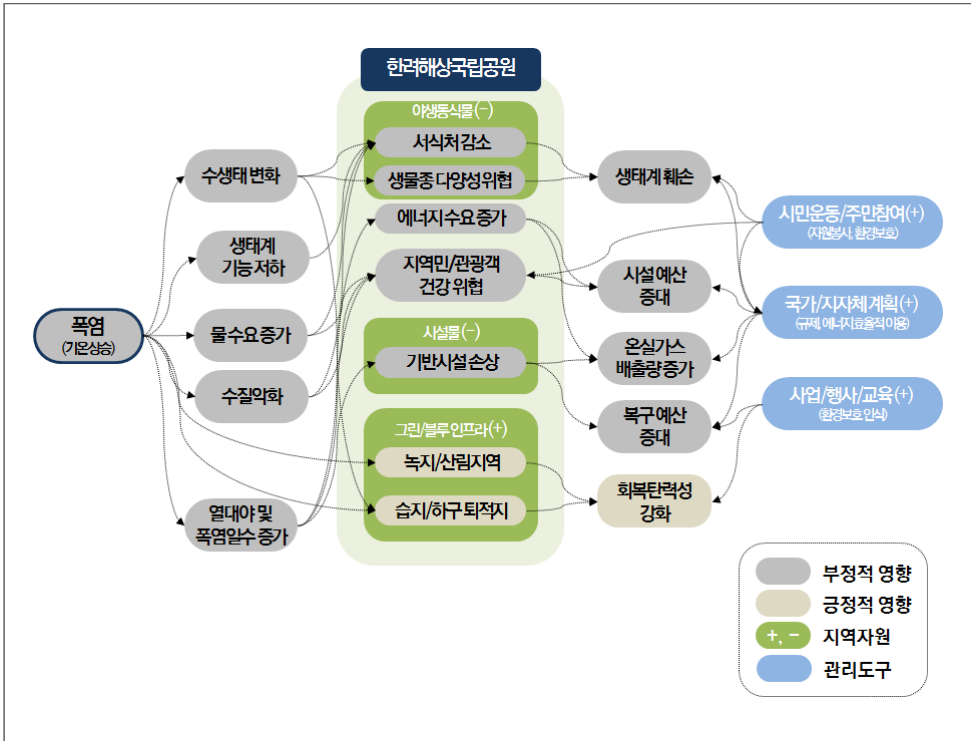 한려해상국립공원
야생동식물(−)
서식처 감소
생물종 다양성 위협
에너지 수요 증가
지역민/관광객
건강 위협
시설물(−)
기반시설 손상
그린/블루 인프라(+)
녹지/산림지역
습지/하구 퇴적지
폭염
(기온상승)
수생태 변화
생태계
기능 저하
물 수요 증가
수질악화
열대야 및
폭염일수 증가
생태계 훼손
시설 예산
증대
온실가스
배출량 증가
복구 예산
증대
회복탄력성
강화
시민운동/주민참여(+)
(자원봉사, 환경보호)
국가/지자체 계획(+)
(규제, 에너지 효율적 이용)
사업/행사/교육(+)
(환경보호 인식)
부정적 영향
긍정적 영향
+, − 지역자원
관리도구